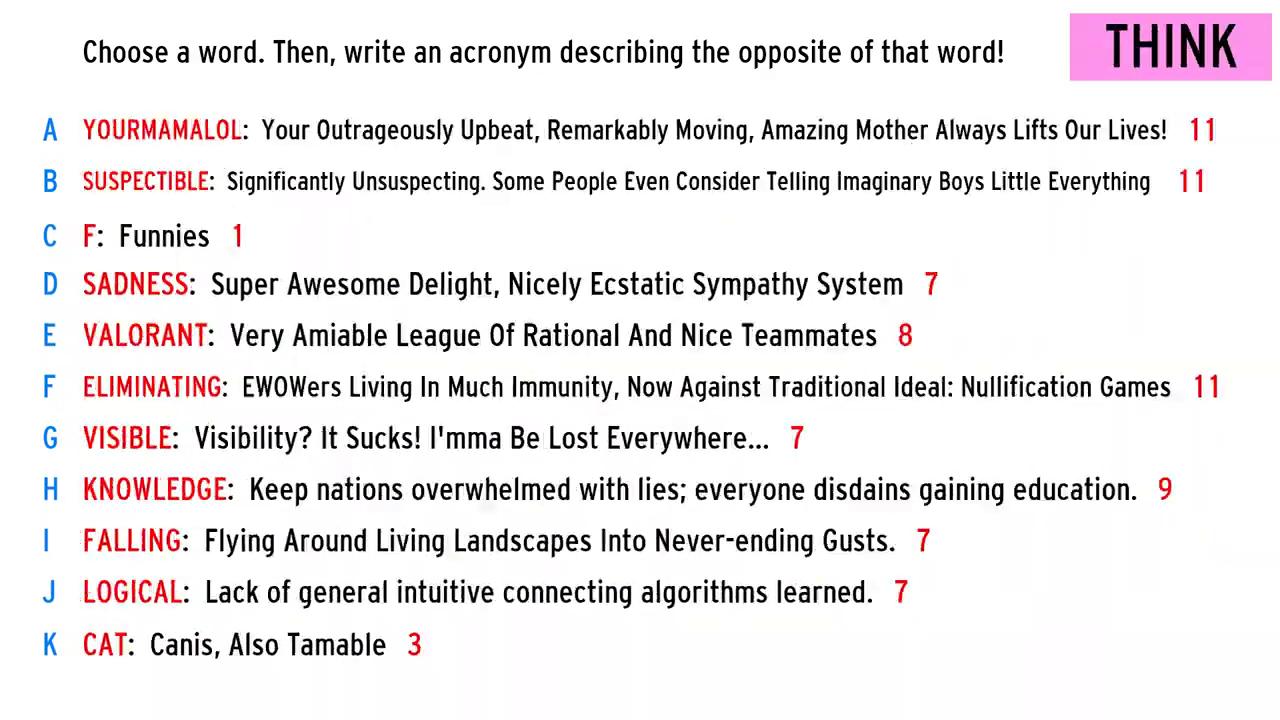 Choose a word. Then, write an acronym describing the opposite of that word!
THINK
A YOURMAMALOL: Your Outrageously Upbeat, Remarkably Moving, Amazing Mother Always Lifts Our Lives! 11
B SUSPECTIBLE: Significantly Unsuspecting. Some People Even Consider Telling Imaginary Boys Little Everything 11
C F: Funnies 1
D SADNESS: Super Awesome Delight, Nicely Ecstatic Sympathy System 7
E VALORANT: Very Amiable League Of Rational And Nice Teammates 8
F ELIMINATING: EWOWers Living In Much Immunity, Now Against Traditional Ideal: Nullification Games 11
G VISIBLE: Visibility? It Sucks! I'mma Be Lost Everywhere... 7
H KNOWLEDGE: Keep nations overwhelmed with lies; everyone disdains gaining education. 9
I FALLING: Flying Around Living Landscapes Into Never-ending Gusts. 7
J LOGICAL: Lack of general intuitive connecting algorithms learned. 7
K CAT: Canis, Also Tamable 3